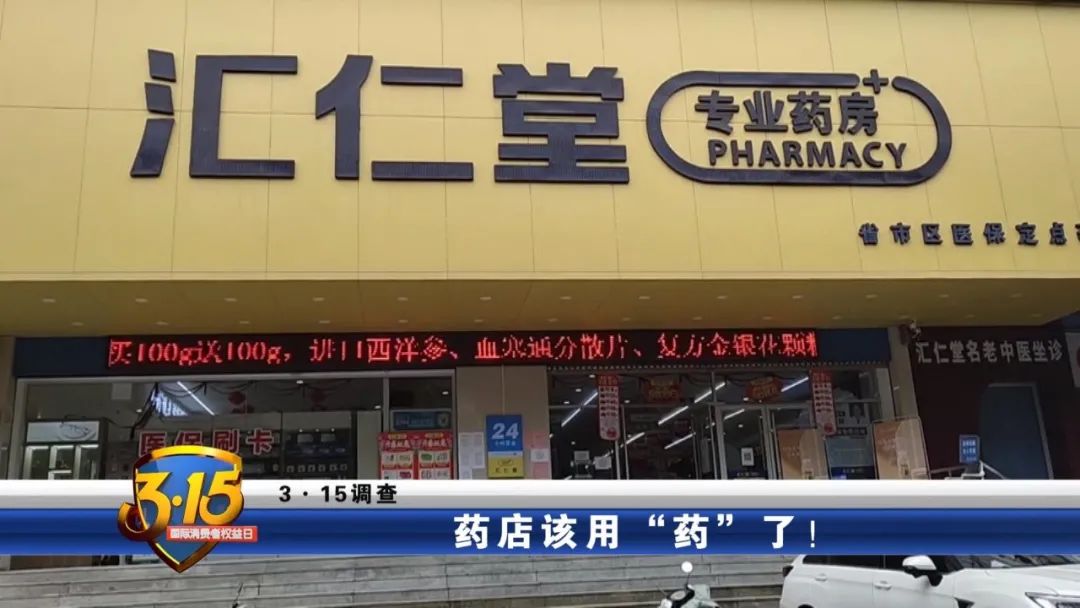 汇仁堂
专业药房
PHARMACY
省市区医保定点
买100g送100g，进口西洋参、血塞通分散片、复方金银花颗粒
汇仁堂名老中医坐诊
医保刷卡
24
3·15
国际消费者权益日
3·15调查
药店该用“药”了！